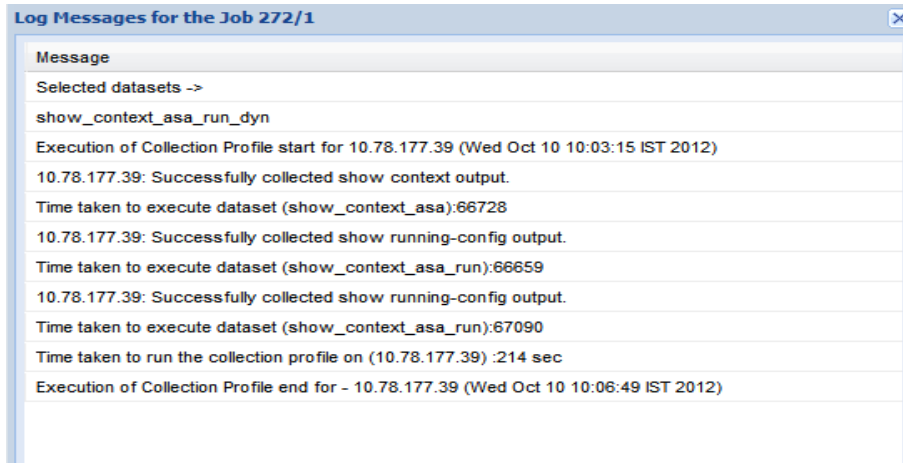 Log Messages for the Job 272/1
Message
Selected datasets ->
show_context_asa_run_dyn
Execution of Collection Profile start for 10.78.177.39 (Wed Oct 10 10:03:15 IST 2012)
10.78.177.39: Successfully collected show context output.
Time taken to execute dataset (show_context_asa):66728
10.78.177.39: Successfully collected show running-config output.
Time taken to execute dataset (show_context_asa_run):66659
10.78.177.39: Successfully collected show running-config output.
Time taken to execute dataset (show_context_asa_run):67090
Time taken to run the collection profile on (10.78.177.39) :214 sec
Execution of Collection Profile end for - 10.78.177.39 (Wed Oct 10 10:06:49 IST 2012)